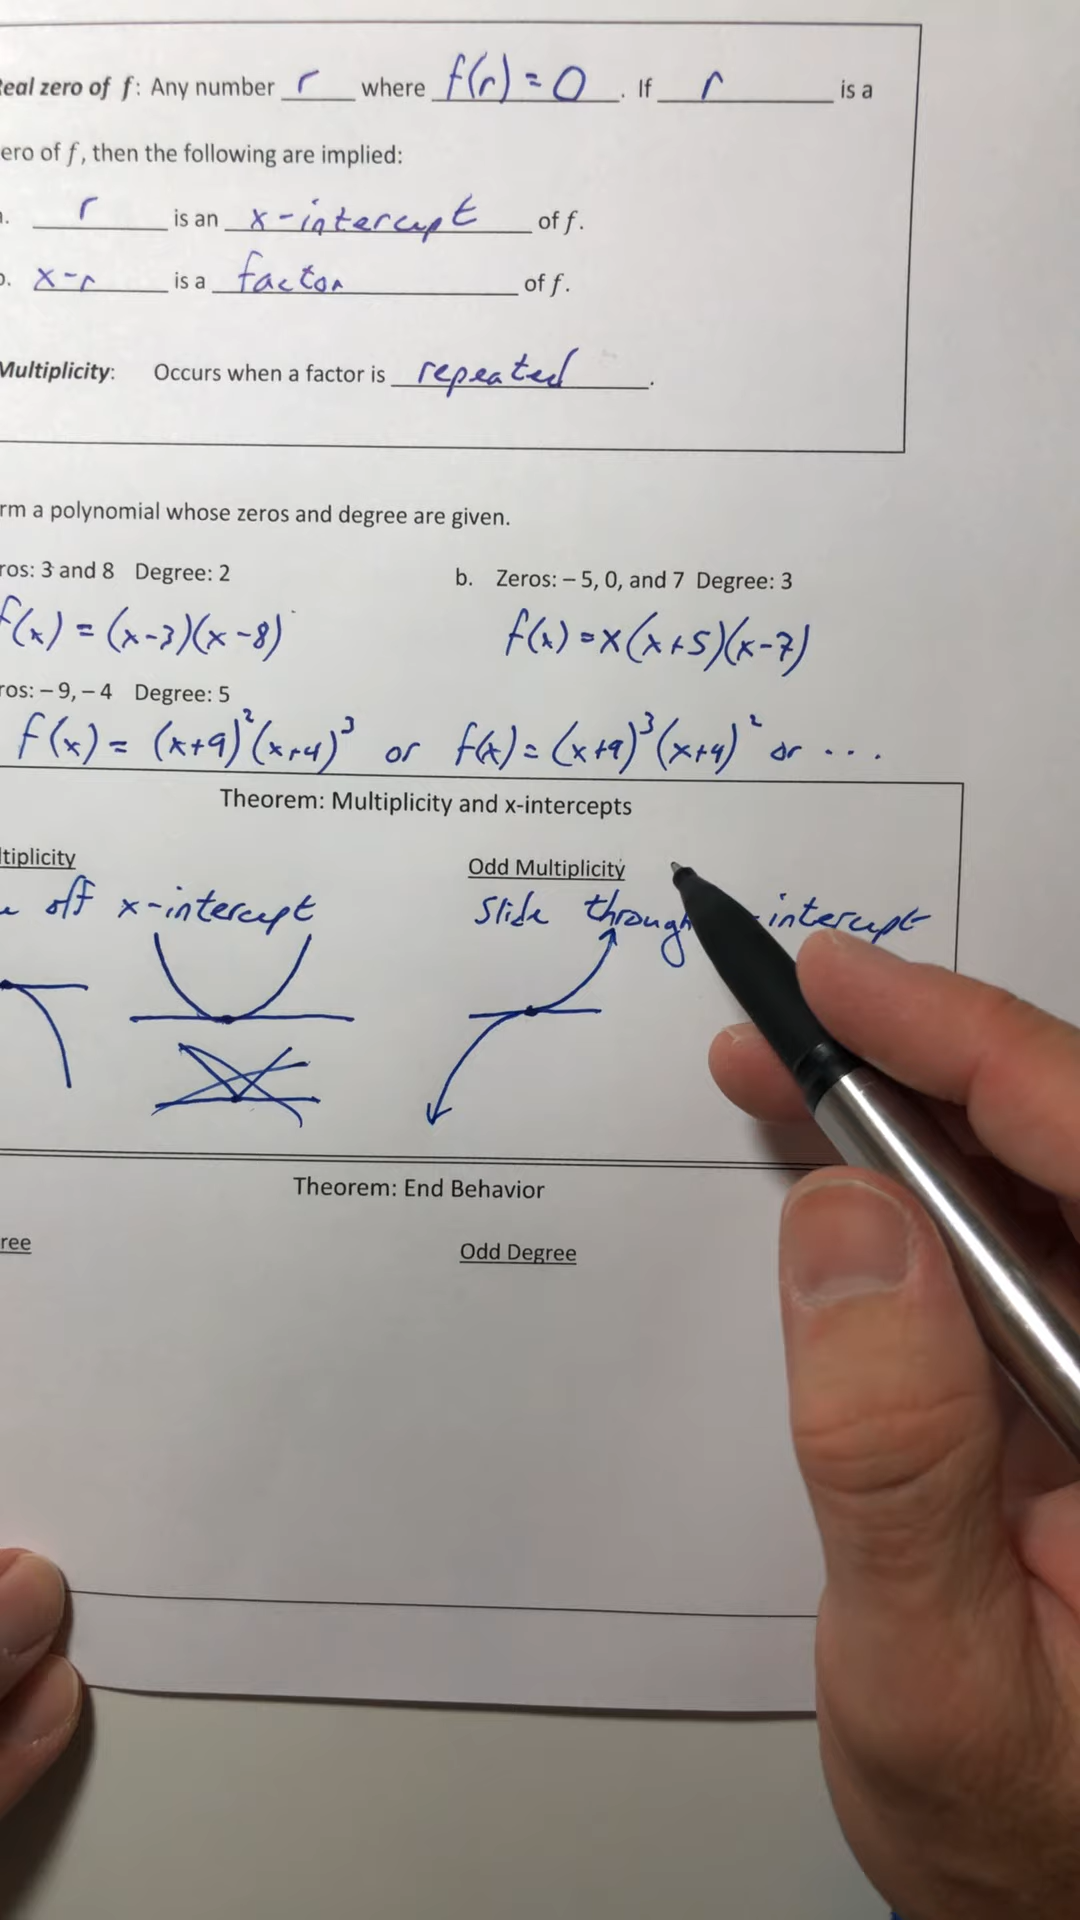 Real zero of f: Any number r where f(r) = 0. If r is a
ero of f, then the following are implied:
r is an x-intercept of f.
x-r is a factor of f.
Multiplicity: Occurs when a factor is repeated.
rm a polynomial whose zeros and degree are given.
ros: 3 and 8 Degree: 2
b. Zeros: – 5, 0, and 7 Degree: 3
f(x) = (x-3)(x-8)
f(x) = x(x+5)(x-7)
ros: – 9, – 4 Degree: 5
f(x) = (x+9)²(x+4)³ or f(x) = (x+9)³(x+4)² or ...
Theorem: Multiplicity and x-intercepts
tiplicity
Odd Multiplicity
off x-intercept
Slide through -intercept
Theorem: End Behavior
ree
Odd Degree